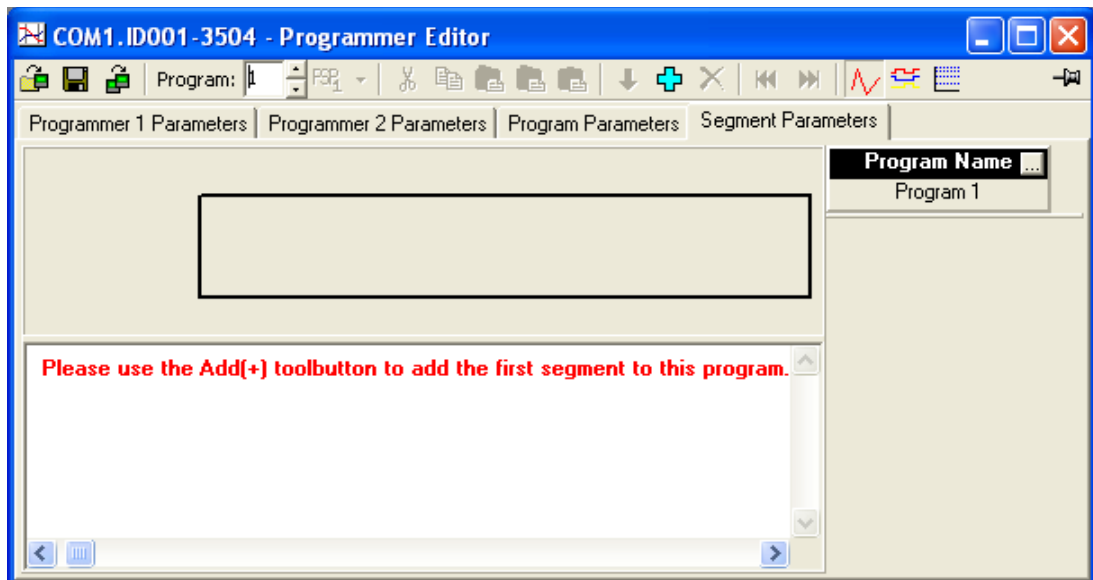 COM1.ID001-3504 - Programmer Editor
Program: 1 PSP1
Programmer 1 Parameters Programmer 2 Parameters Program Parameters Segment Parameters
Program Name ...
Program 1
Please use the Add(+) toolbutton to add the first segment to this program.